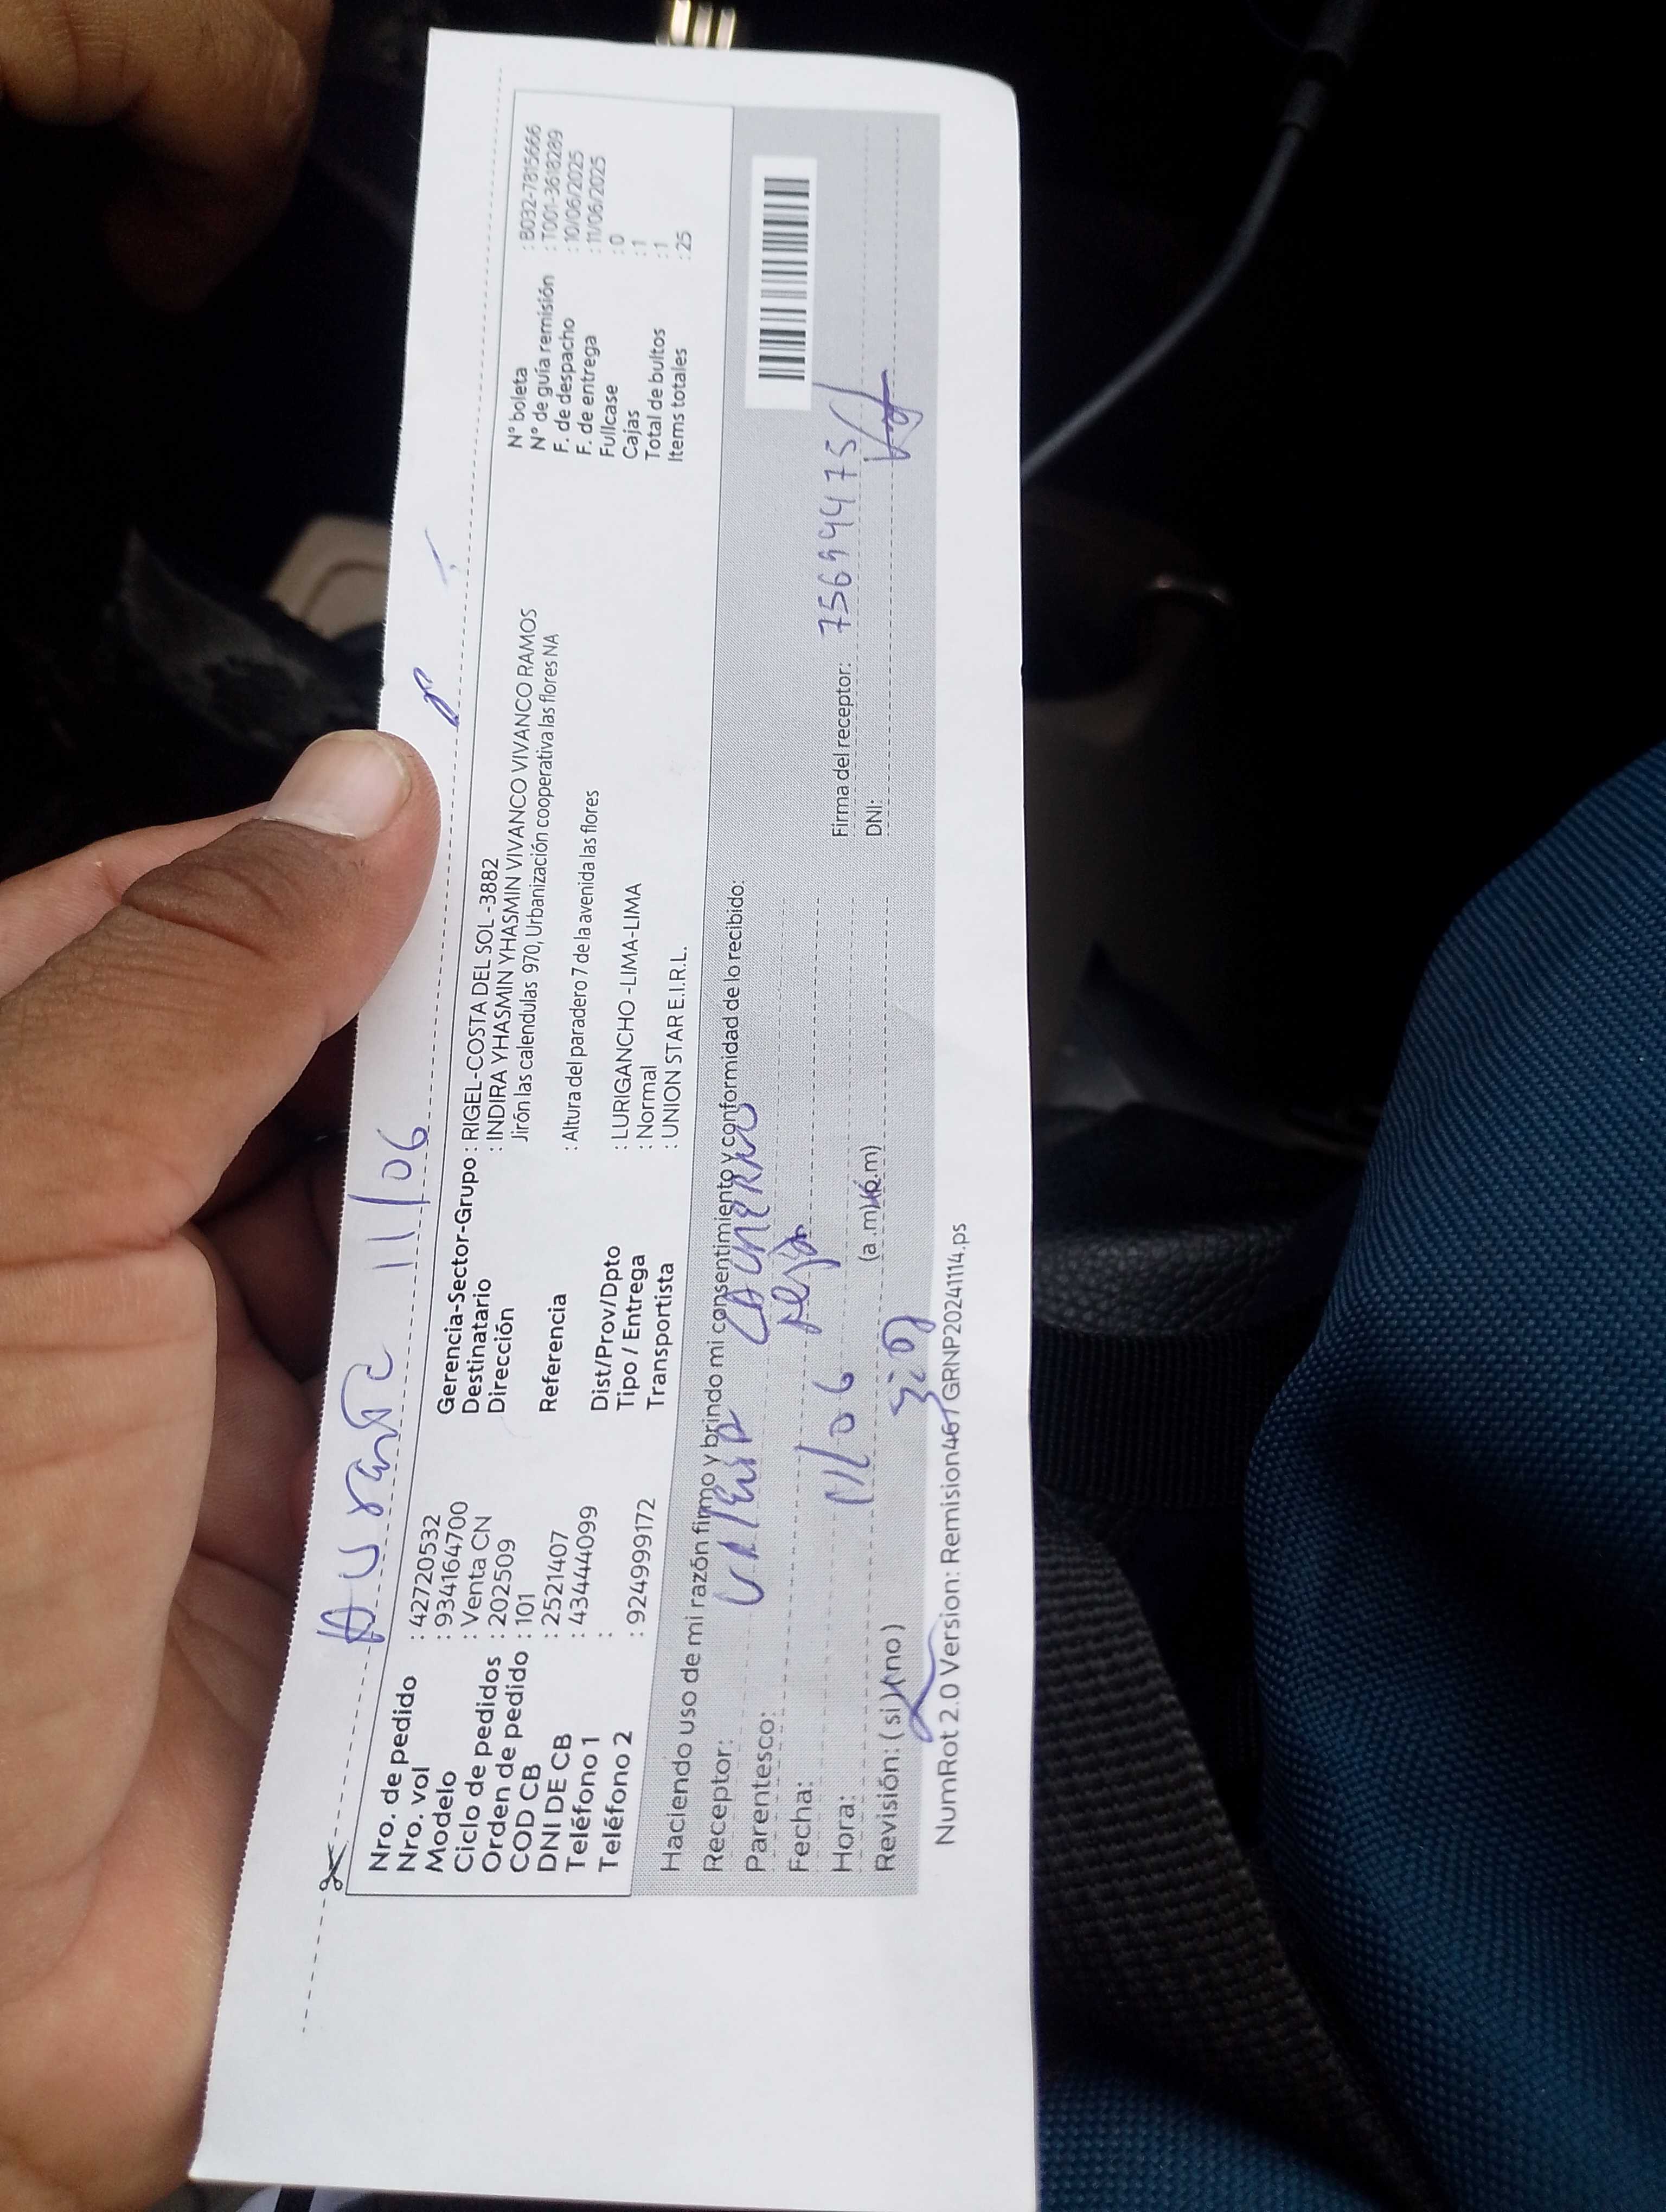 11/06
Nro. de pedido : 42720532
Nro. vol : 9341647​00
Modelo : Venta CN
Ciclo de pedidos : 202509
Orden de pedido : 101
COD CB : 2521407
DNI DE CB : 43444099
Teléfono 1 :
Teléfono 2 : 924999172
Gerencia-Sector-Grupo : RIGEL-COSTA DEL SOL -3882
Destinatario : INDIRA YHASMIN YHASMIN VIVANCO VIVANCO RAMOS
Dirección Jirón las calendulas 970, Urbanización cooperativa las flores NA
Referencia : Altura del paradero 7 de la avenida las flores
Dist/Prov/Dpto : LURIGANCHO -LIMA-LIMA
Tipo / Entrega : Normal
Transportista : UNION STAR E.I.R.L.
N° boleta : B032-7815666
N° de guía remisión : T001-3618289
F. de despacho : 10/06/2025
F. de entrega : 11/06/2025
Fullcase : 0
Cajas : 1
Total de bultos : 1
Items totales : 25
Haciendo uso de mi razón firmo y brindo mi consentimiento y conformidad de lo recibido:
Receptor:
Parentesco:
Fecha: 11/06
Hora: (a.m)/(p.m)
Revisión: (si)/(no)
Firma del receptor: 75699475
DNI:
NumRot 2.0 Version: Remision461 GRNP20241114.ps